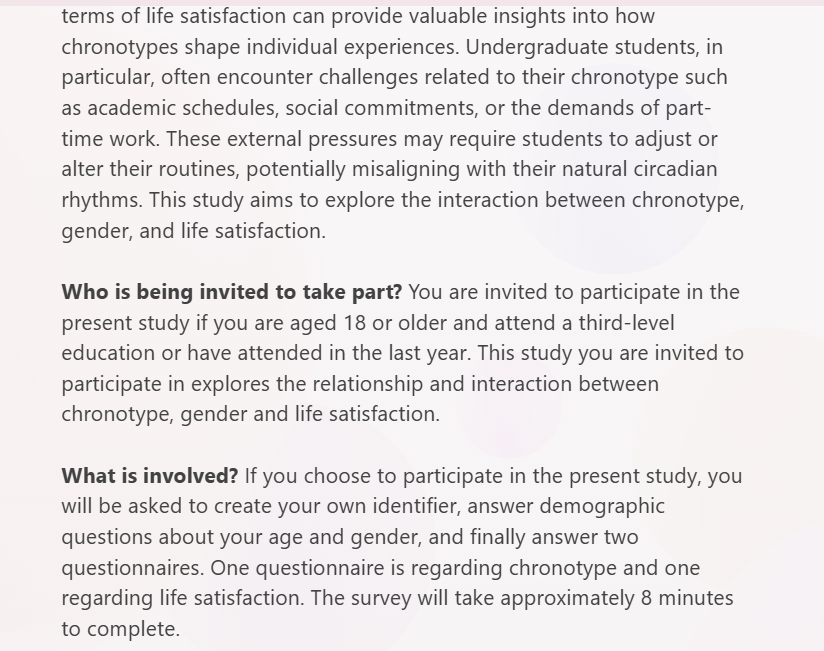 terms of life satisfaction can provide valuable insights into how
chronotypes shape individual experiences. Undergraduate students, in
particular, often encounter challenges related to their chronotype such
as academic schedules, social commitments, or the demands of part-
time work. These external pressures may require students to adjust or
alter their routines, potentially misaligning with their natural circadian
rhythms. This study aims to explore the interaction between chronotype,
gender, and life satisfaction.
Who is being invited to take part? You are invited to participate in the
present study if you are aged 18 or older and attend a third-level
education or have attended in the last year. This study you are invited to
participate in explores the relationship and interaction between
chronotype, gender and life satisfaction.
What is involved? If you choose to participate in the present study, you
will be asked to create your own identifier, answer demographic
questions about your age and gender, and finally answer two
questionnaires. One questionnaire is regarding chronotype and one
regarding life satisfaction. The survey will take approximately 8 minutes
to complete.